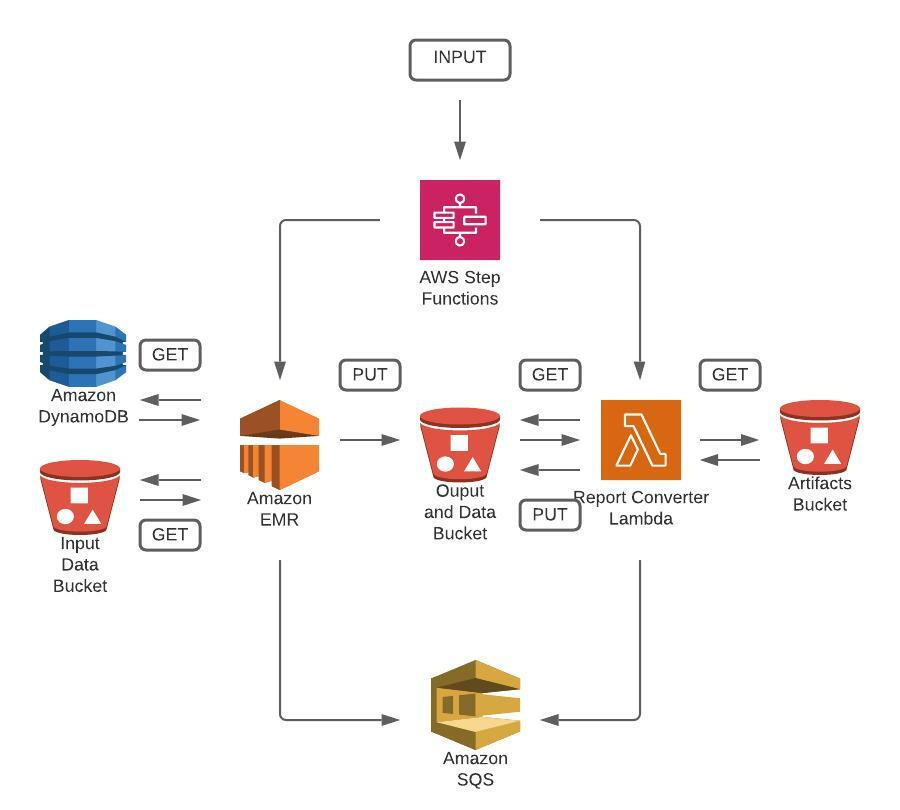 INPUT
AWS Step
Functions
GET
Amazon
DynamoDB
PUT
GET
GET
Amazon
EMR
Ouput
and Data
Bucket
Report Converter
Lambda
Artifacts
Bucket
GET
PUT
Input
Data
Bucket
Amazon
SQS